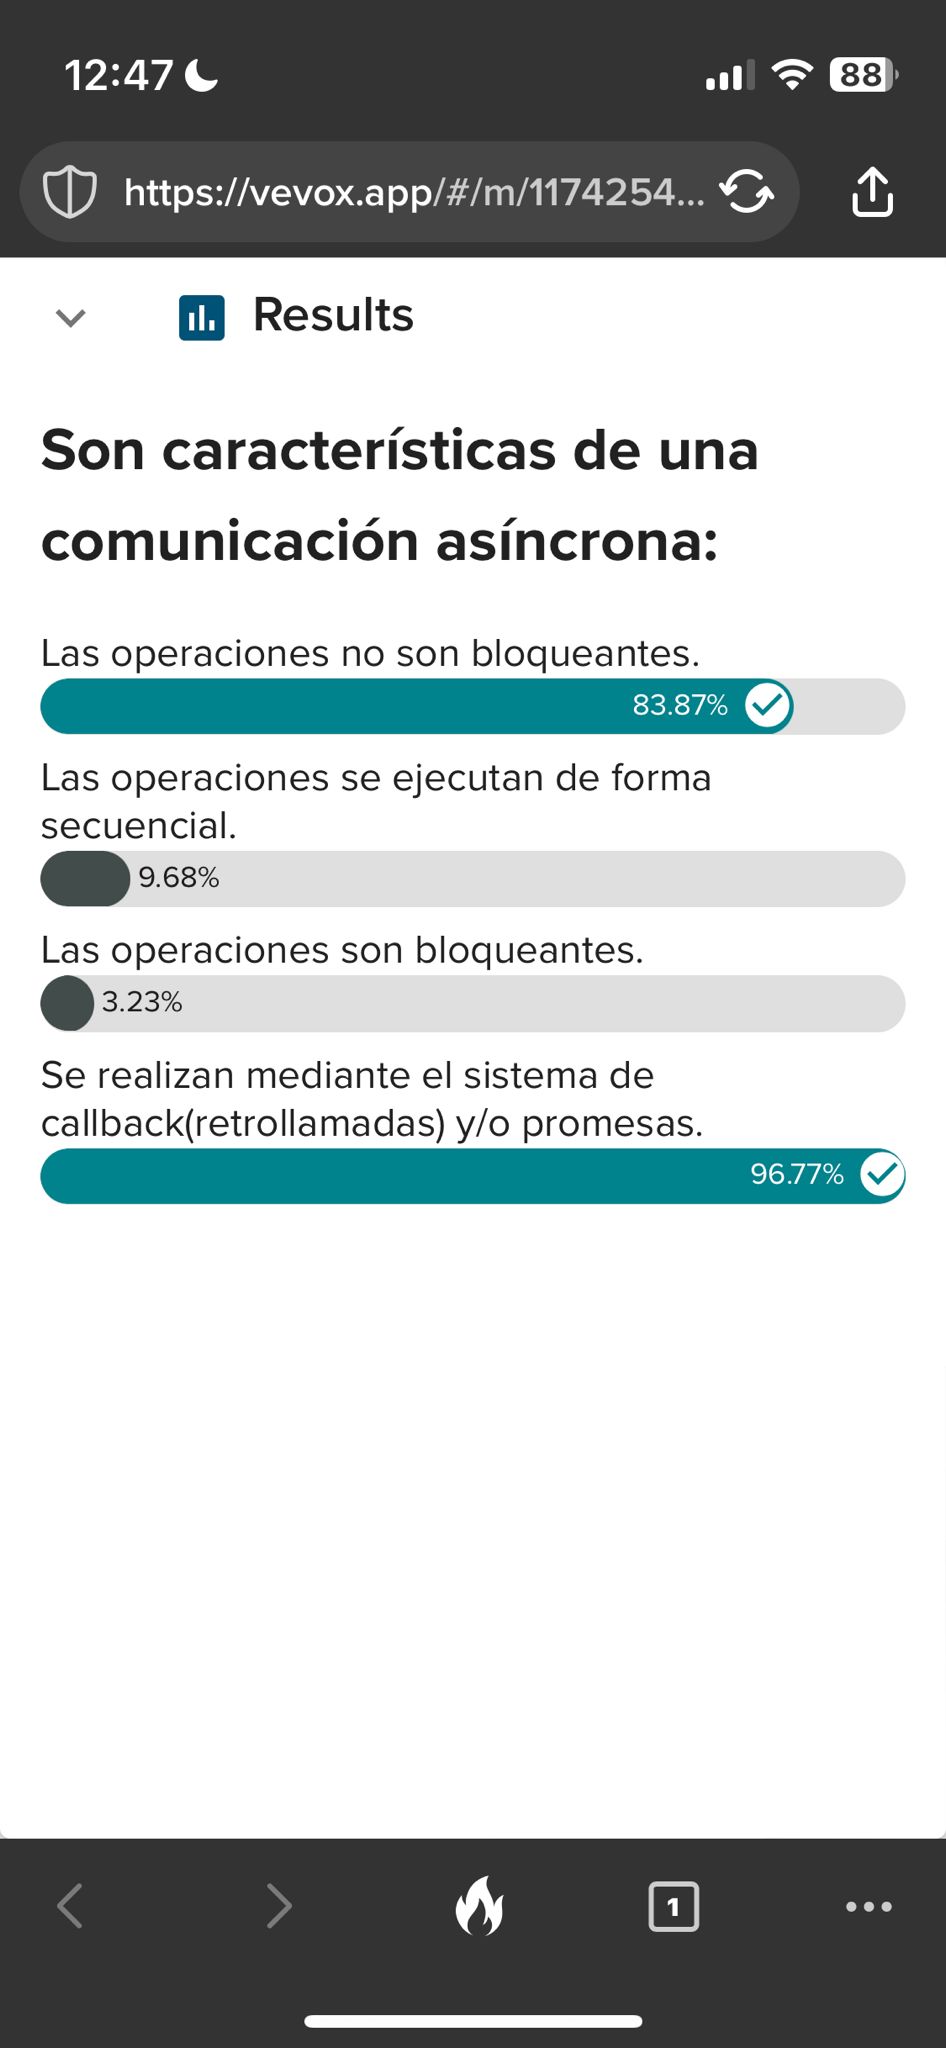 12:47
88
https://vevox.app/#/m/1174254...
Results
Son características de una
comunicación asíncrona:
Las operaciones no son bloqueantes.
83.87%
Las operaciones se ejecutan de forma
secuencial.
9.68%
Las operaciones son bloqueantes.
3.23%
Se realizan mediante el sistema de
callback(retrollamadas) y/o promesas.
96.77%
1